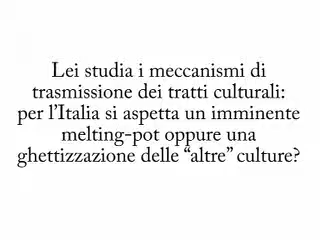 Lei studia i meccanismi di
trasmissione dei tratti culturali:
per l’Italia si aspetta un imminente
melting-pot oppure una
ghettizzazione delle “altre” culture?